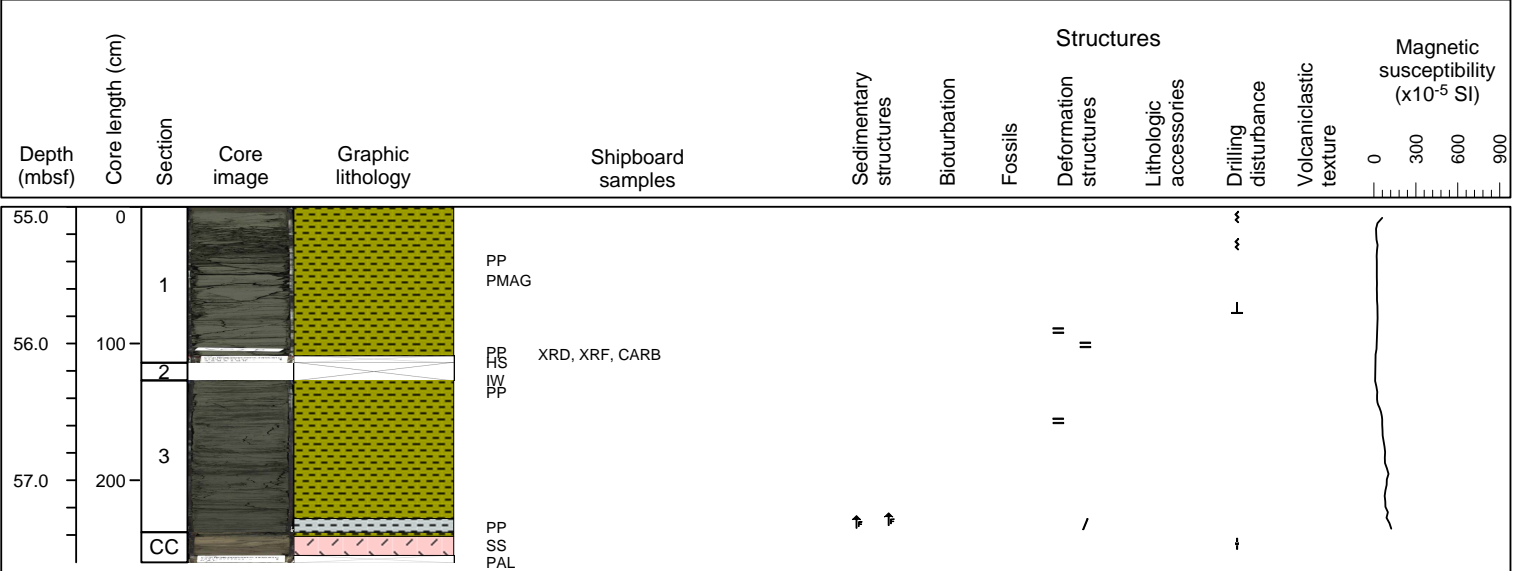 Structures
Depth
(mbsf)
Core length (cm)
Section
Core
image
Graphic
lithology
Shipboard
samples
Sedimentary
structures
Bioturbation
Fossils
Deformation
structures
Lithologic
accessories
Drilling
disturbance
Volcaniclastic
texture
Magnetic
susceptibility
(x10-5 SI)
0 300 600 900
55.0 0
PP
1 PMAG
56.0 100
PP XRD, XRF, CARB
HS
2
IW
PP
3
57.0 200
PP
CC SS
PAL